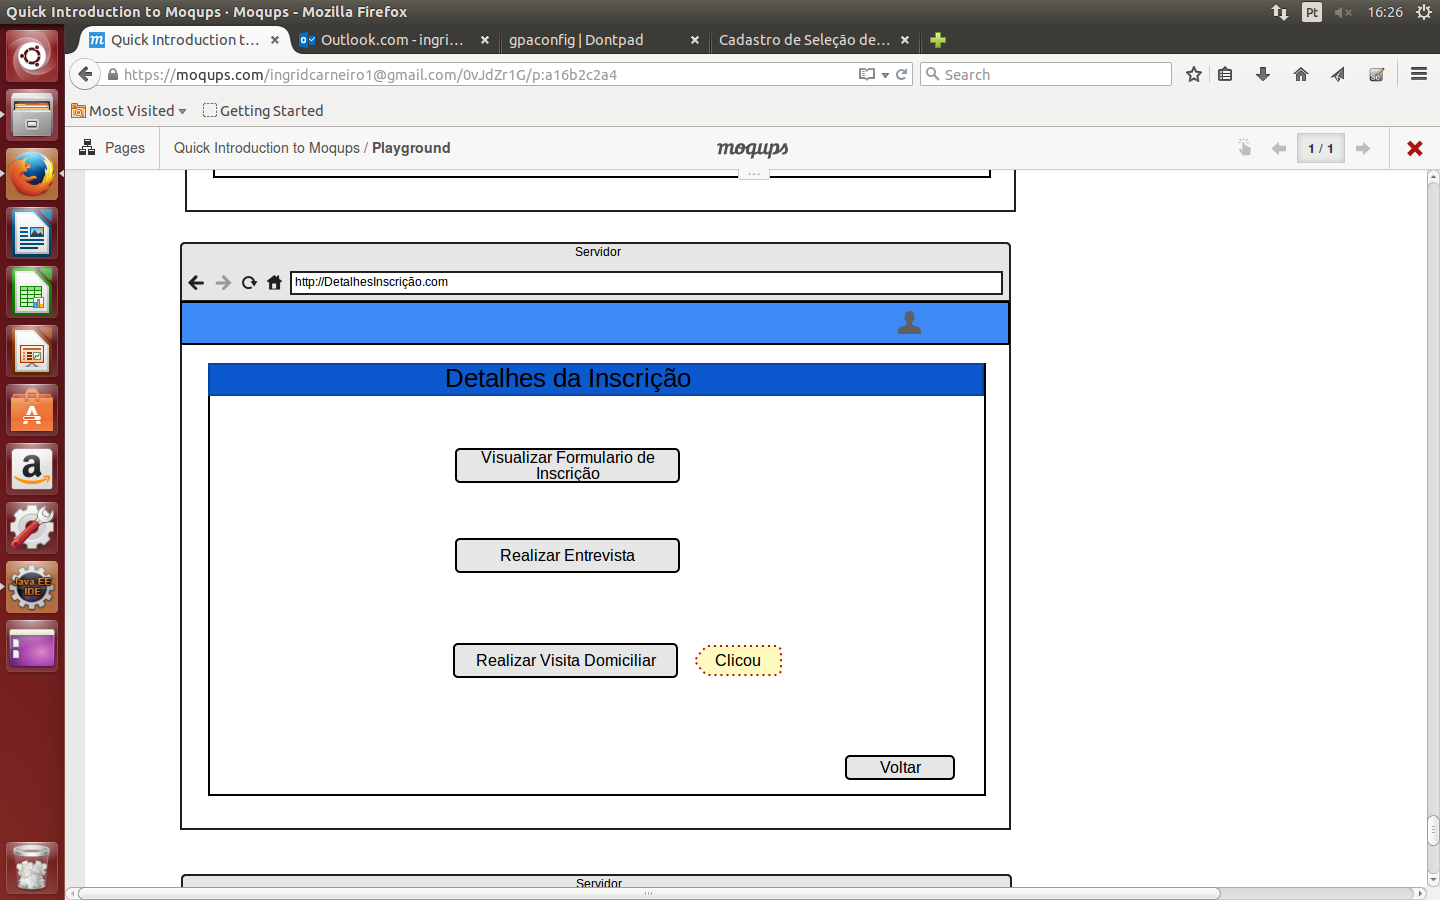 Quick Introduction to Moqups · Moqups - Mozilla Firefox
Pt
16:26
Quick Introduction t...
Outlook.com - ingri...
gpaconfig | Dontpad
Cadastro de Seleção de...
https://moqups.com/ingridcarneiro1@gmail.com/0vJdZr1G/p:a16b2c2a4
Search
Most Visited
Getting Started
Pages
Quick Introduction to Moqups / Playground
moqups
1 / 1
...
Servidor
http://DetalhesInscrição.com
Detalhes da Inscrição
Visualizar Formulario de
Inscrição
Realizar Entrevista
Realizar Visita Domiciliar
Clicou
Voltar
Servidor
Java EE
IDE